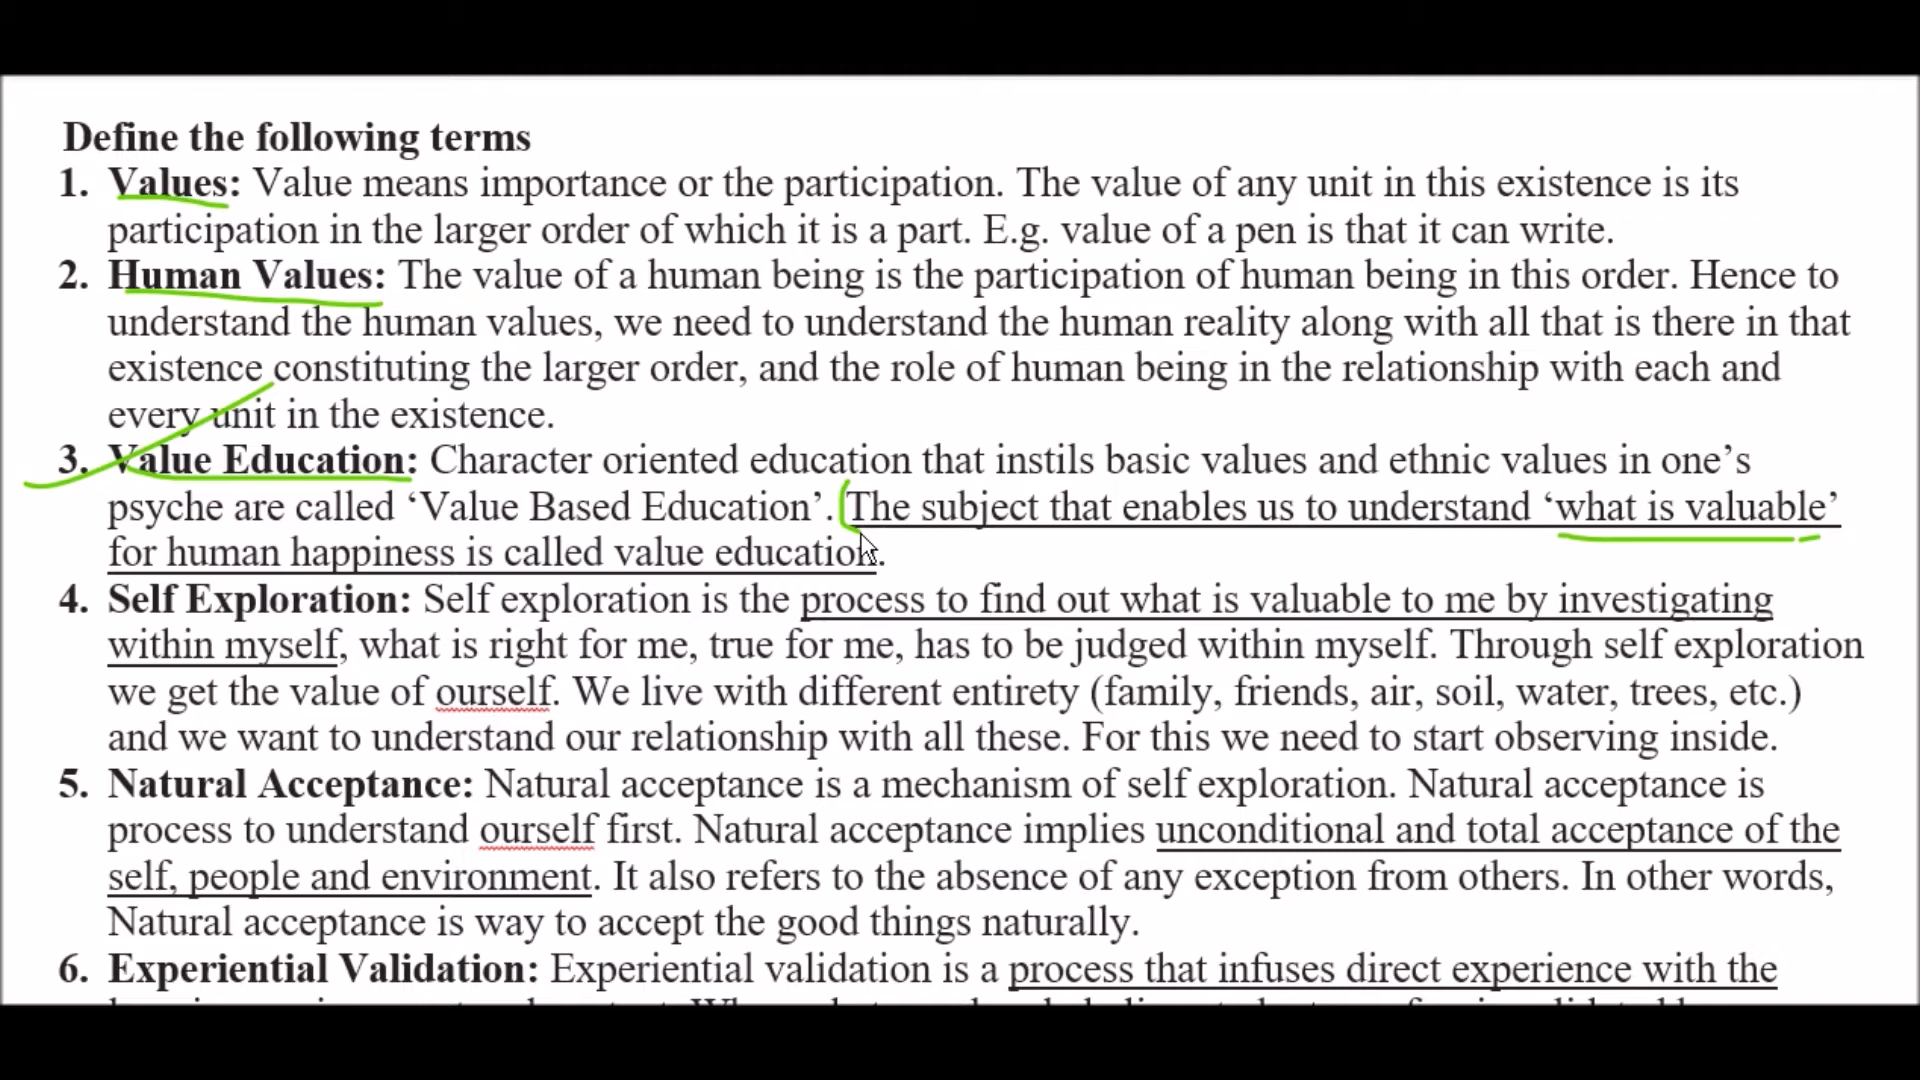 Define the following terms
1. Values: Value means importance or the participation. The value of any unit in this existence is its
participation in the larger order of which it is a part. E.g. value of a pen is that it can write.
2. Human Values: The value of a human being is the participation of human being in this order. Hence to
understand the human values, we need to understand the human reality along with all that is there in that
existence constituting the larger order, and the role of human being in the relationship with each and
every unit in the existence.
3. Value Education: Character oriented education that instils basic values and ethnic values in one’s
psyche are called ‘Value Based Education’. The subject that enables us to understand ‘what is valuable’
for human happiness is called value education.
4. Self Exploration: Self exploration is the process to find out what is valuable to me by investigating
within myself, what is right for me, true for me, has to be judged within myself. Through self exploration
we get the value of ourself. We live with different entirety (family, friends, air, soil, water, trees, etc.)
and we want to understand our relationship with all these. For this we need to start observing inside.
5. Natural Acceptance: Natural acceptance is a mechanism of self exploration. Natural acceptance is
process to understand ourself first. Natural acceptance implies unconditional and total acceptance of the
self, people and environment. It also refers to the absence of any exception from others. In other words,
Natural acceptance is way to accept the good things naturally.
6. Experiential Validation: Experiential validation is a process that infuses direct experience with the